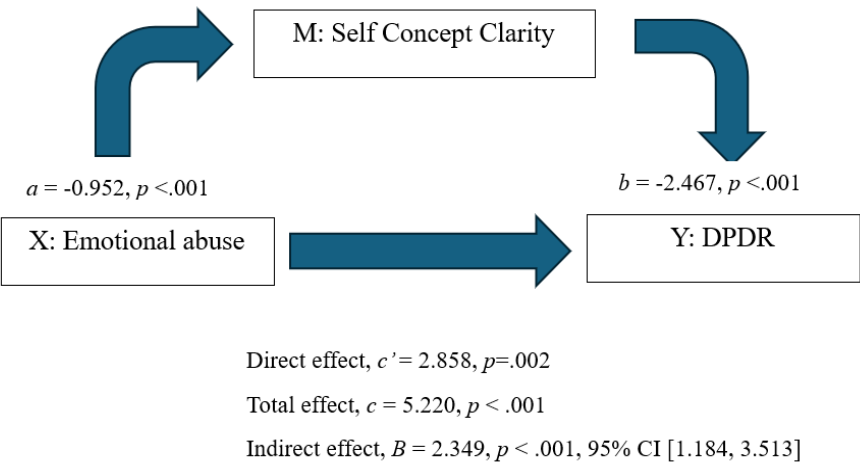 M: Self Concept Clarity
a = -0.952, p <.001
b = -2.467, p <.001
X: Emotional abuse
Y: DPDR
Direct effect, c’= 2.858, p=.002
Total effect, c = 5.220, p < .001
Indirect effect, B = 2.349, p < .001, 95% CI [1.184, 3.513]